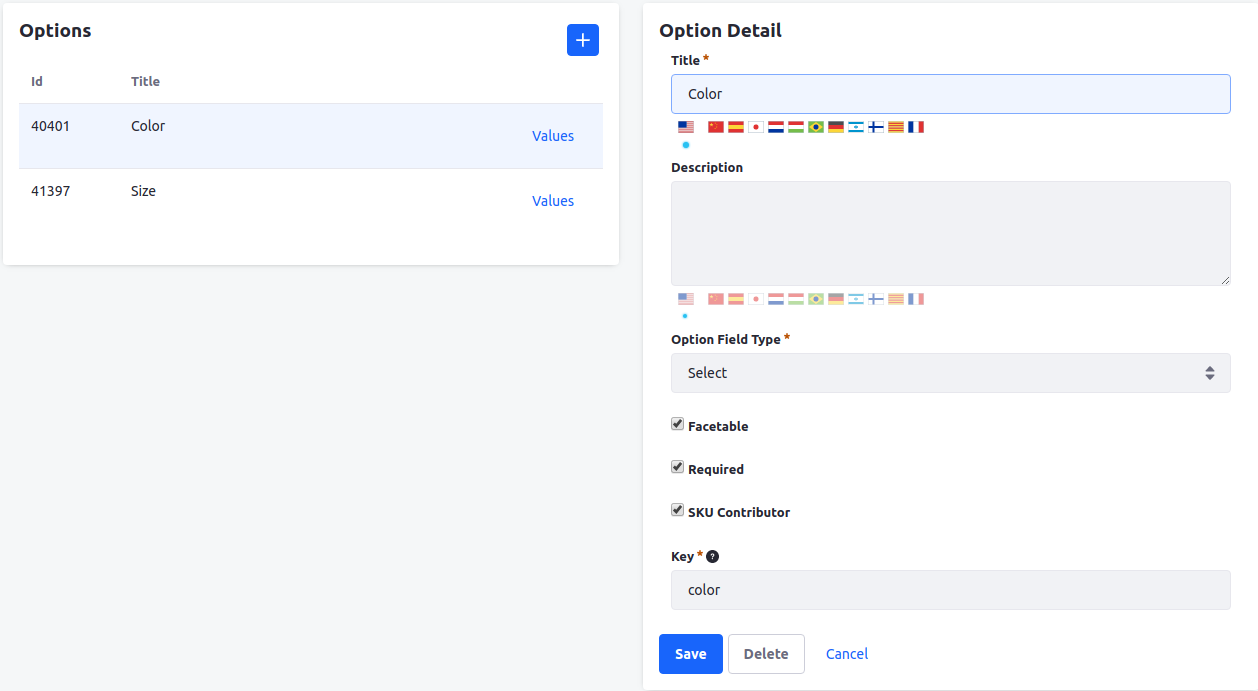 Options
Id Title
40401 Color Values
41397 Size Values
Option Detail
Title *
Color
Description
Option Field Type *
Select
Facetable
Required
SKU Contributor
Key * ?
color
Save Delete Cancel